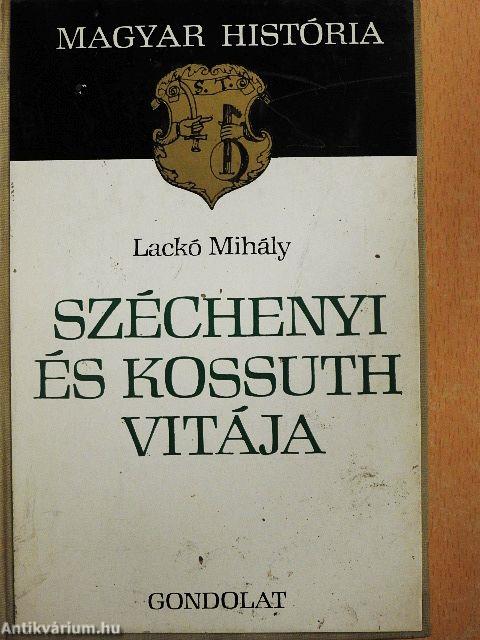 MAGYAR HISTÓRIA
S. T.
Lackó Mihály
SZÉCHENYI
ÉS KOSSUTH
VITÁJA
GONDOLAT
Antikvárium.hu